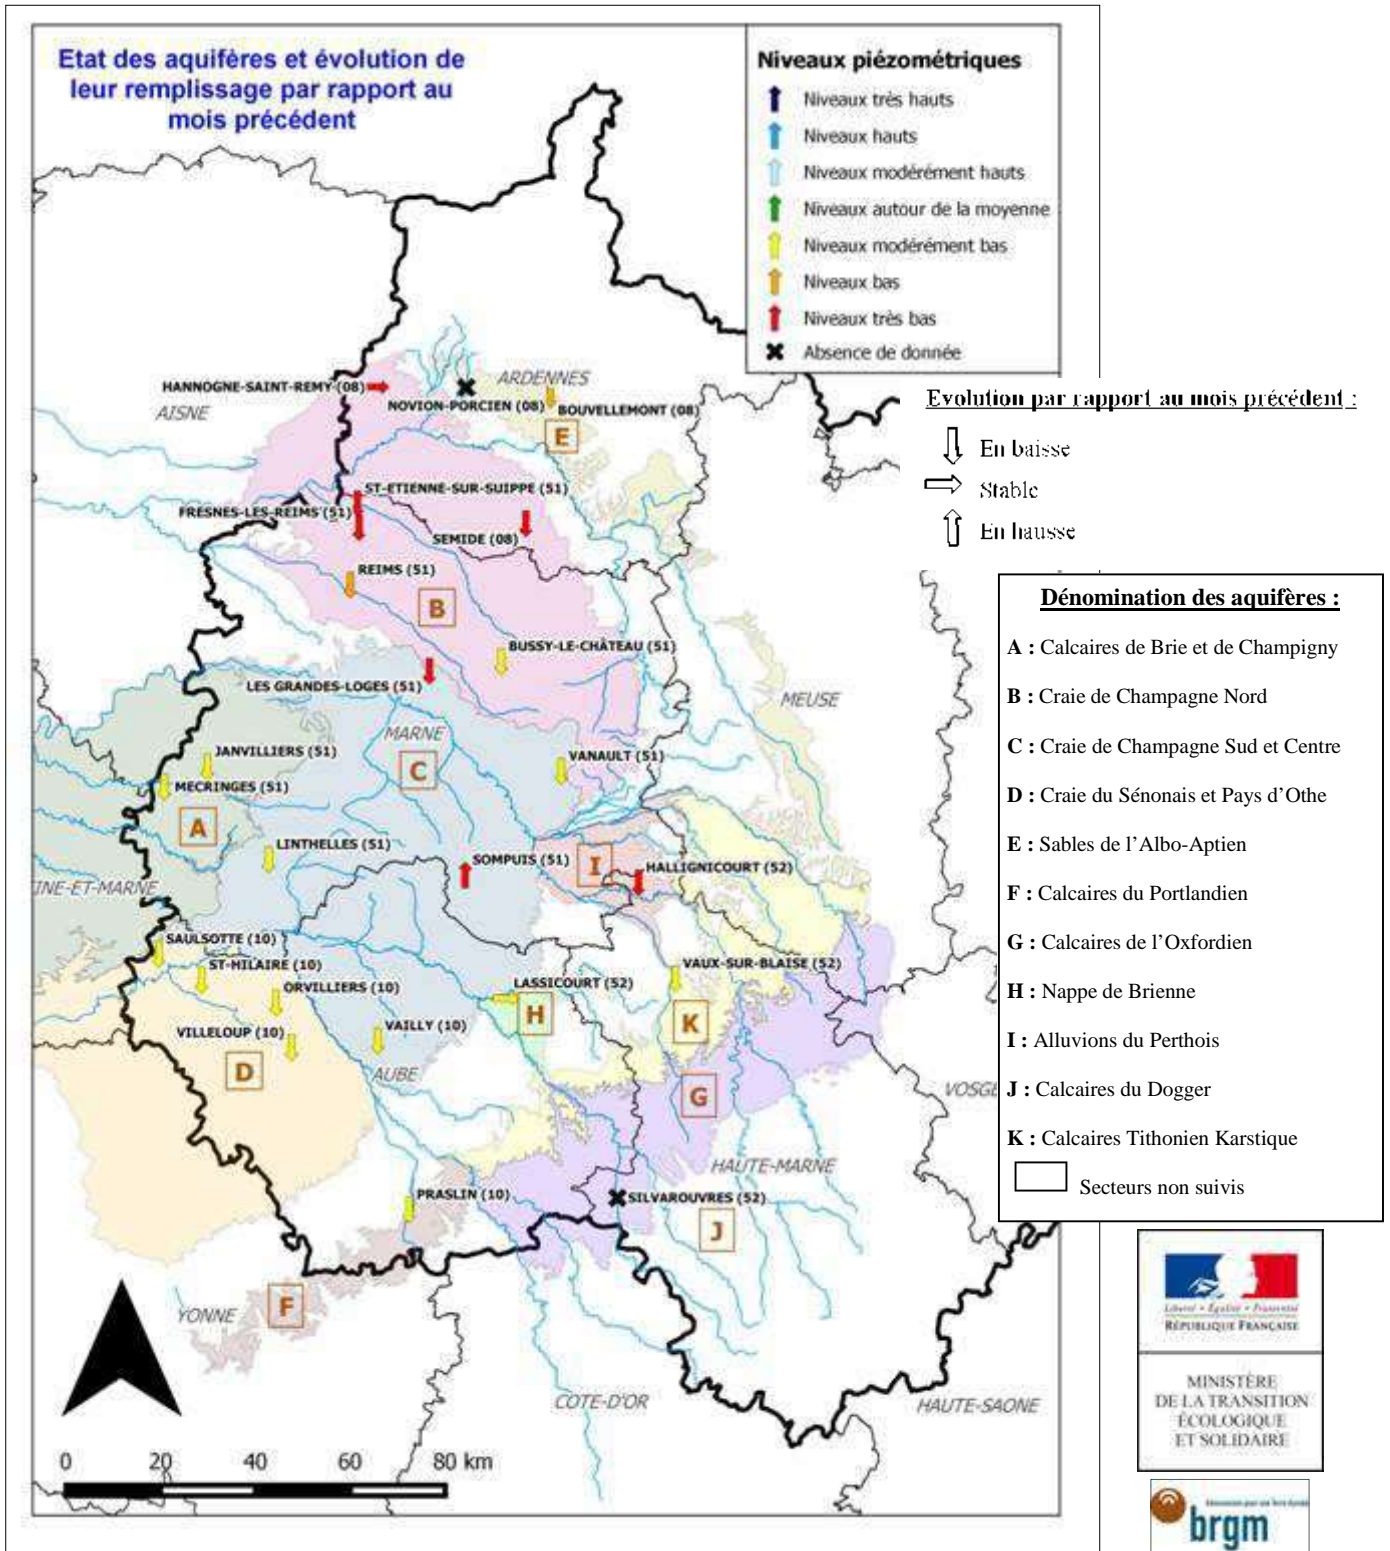 Etat des aquifères et évolution de
leur remplissage par rapport au
mois précédent
Niveaux piézométriques
Niveaux très hauts
Niveaux hauts
Niveaux modérément hauts
Niveaux autour de la moyenne
Niveaux modérément bas
Niveaux bas
Niveaux très bas
Absence de donnée
Evolution par rapport au mois précédent :
En baisse
Stable
En hausse
Dénomination des aquifères :
A : Calcaires de Brie et de Champigny
B : Craie de Champagne Nord
C : Craie de Champagne Sud et Centre
D : Craie du Sénonais et Pays d'Othe
E : Sables de l'Albo-Aptien
F : Calcaires du Portlandien
G : Calcaires de l'Oxfordien
H : Nappe de Brienne
I : Alluvions du Perthois
J : Calcaires du Dogger
K : Calcaires Tithonien Karstique
Secteurs non suivis
HANNOGNE-SAINT-REMY (08)
ARDENNES
AISNE
NOVION-PORCIEN (08)
BOUVELLEMONT (08)
E
ST-ETIENNE-SUR-SUIPPE (51)
FRESNES-LES-REIMS (51)
SEMIDE (08)
REIMS (51)
B
BUSSY-LE-CHÂTEAU (51)
LES GRANDES-LOGES (51)
MEUSE
MARNE
JANVILLIERS (51)
VANAULT (51)
C
MECRINGES (51)
A
LINTHELLES (51)
SOMPUIS (51)
I
HALLIGNICOURT (52)
INE-ET-MARNE
SAULSOTTE (10)
ST-HILAIRE (10)
VAUX-SUR-BLAISE (52)
ORVILLIERS (10)
LASSICOURT (52)
H
K
VILLELOUP (10)
VAILLY (10)
D
AUBE
G
VOSGE
HAUTE-MARNE
PRASLIN (10)
SILVAROUVRES (52)
J
YONNE
F
COTE-D'OR
HAUTE-SAONE
0 20 40 60 80 km
Liberté • Égalité • Fraternité
RÉPUBLIQUE FRANÇAISE
MINISTÈRE
DE LA TRANSITION
ÉCOLOGIQUE
ET SOLIDAIRE
brgm